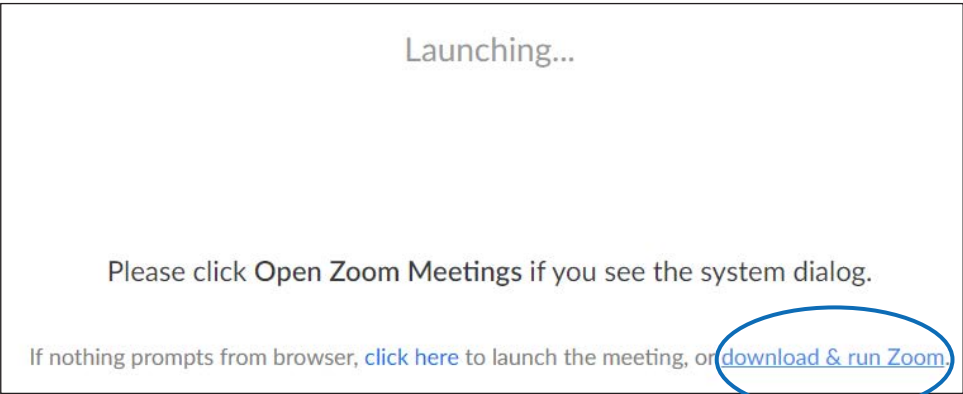 Launching...
Please click Open Zoom Meetings if you see the system dialog.
If nothing prompts from browser, click here to launch the meeting, or download & run Zoom.